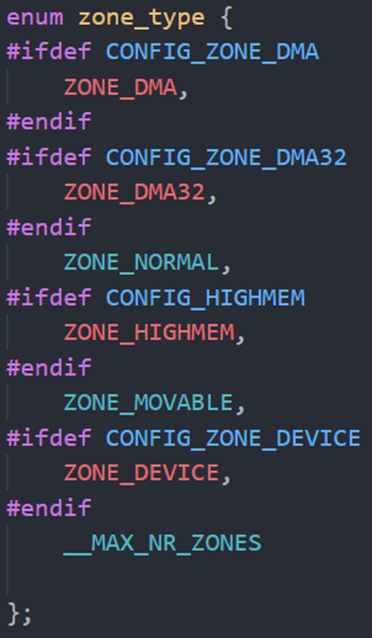 enum zone_type {
#ifdef CONFIG_ZONE_DMA
    ZONE_DMA,
#endif
#ifdef CONFIG_ZONE_DMA32
    ZONE_DMA32,
#endif
    ZONE_NORMAL,
#ifdef CONFIG_HIGHMEM
    ZONE_HIGHMEM,
#endif
    ZONE_MOVABLE,
#ifdef CONFIG_ZONE_DEVICE
    ZONE_DEVICE,
#endif
    __MAX_NR_ZONES
};